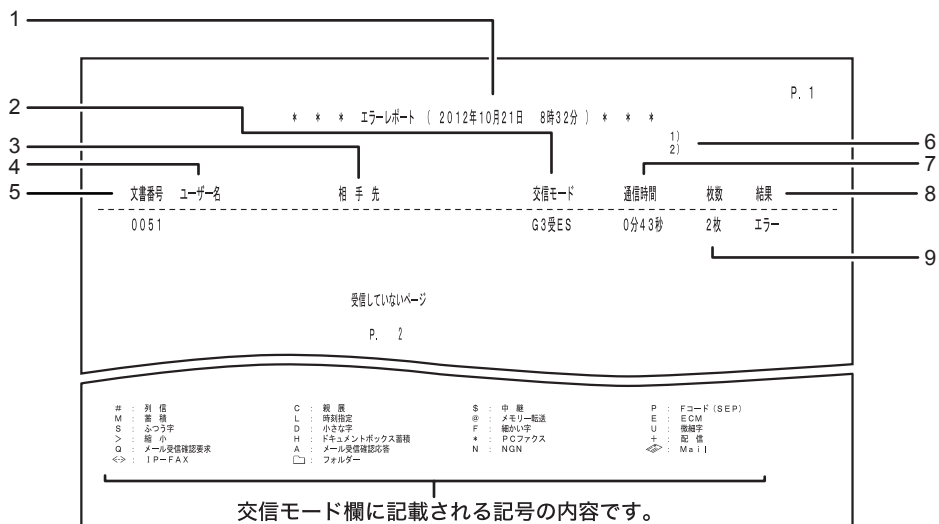 1
P. 1
2
* * * エラーレポート ( 2012年10月21日 8時32分 ) * * *
1)
2)
6
3
7
4
5 文書番号 ユーザー名 相 手 先 交信モード 通信時間 枚数 結果 8
0051 G3受ES 0分43秒 2枚 エラー
9
受信していないページ
P. 2
# : 列 信 C : 親 展 $ : 中 継 P : Fコード(SEP)
M : 蓄 積 L : 時刻指定 @ : メモリー転送 E : ECM
S : ふつう字 D : 小さな字 F : 細かい字 U : 微細字
> : 縮 小 H : ドキュメントボックス蓄積 * : PCファクス + : 配 信
Q : メール受信確認要求 A : メール受信確認応答 N : NGN : Mail
<-> : IP-FAX : フォルダー
交信モード欄に記載される記号の内容です。